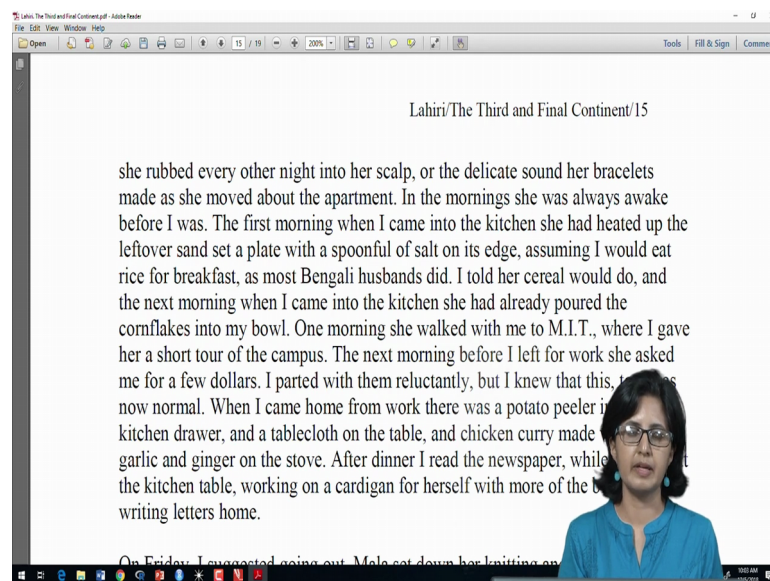 Lahiri. The Third and Final Continent.pdf - Adobe Reader
File Edit View Window Help
Open 15 / 19 200% Tools Fill & Sign Comme
Lahiri/The Third and Final Continent/15
she rubbed every other night into her scalp, or the delicate sound her bracelets
made as she moved about the apartment. In the mornings she was always awake
before I was. The first morning when I came into the kitchen she had heated up the
leftover sand set a plate with a spoonful of salt on its edge, assuming I would eat
rice for breakfast, as most Bengali husbands did. I told her cereal would do, and
the next morning when I came into the kitchen she had already poured the
cornflakes into my bowl. One morning she walked with me to M.I.T., where I gave
her a short tour of the campus. The next morning before I left for work she asked
me for a few dollars. I parted with them reluctantly, but I knew that this,
now normal. When I came home from work there was a potato peeler
kitchen drawer, and a tablecloth on the table, and chicken curry made
garlic and ginger on the stove. After dinner I read the newspaper, while
the kitchen table, working on a cardigan for herself with more of the
writing letters home.
On Friday, I suggested going out. Mala set down her knitting
10:03 AM